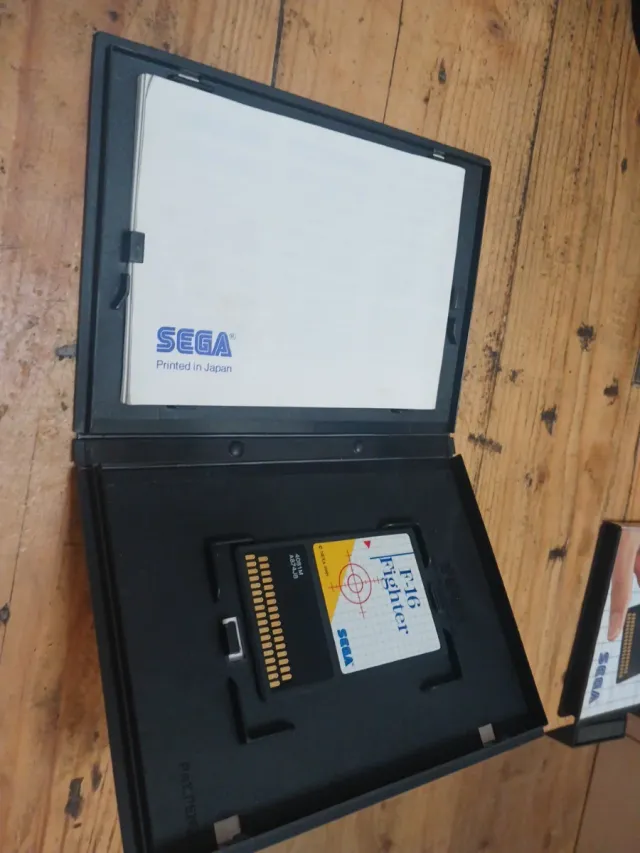 SEGA®
Printed in Japan
F-16
Fighter
SEGA
SEGA